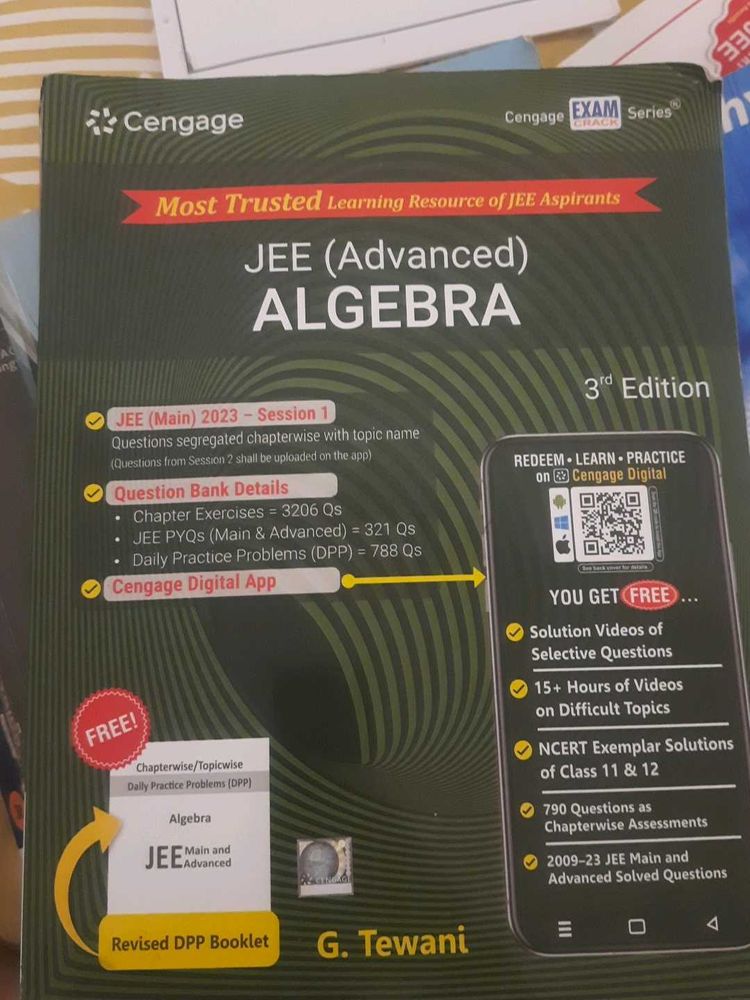 Cengage
Cengage EXAM CRACK Series®
Most Trusted Learning Resource of JEE Aspirants
JEE (Advanced)
ALGEBRA
3rd Edition
JEE (Main) 2023 – Session 1
Questions segregated chapterwise with topic name
(Questions from Session 2 shall be uploaded on the app)
Question Bank Details
• Chapter Exercises = 3206 Qs
• JEE PYQs (Main & Advanced) = 321 Qs
• Daily Practice Problems (DPP) = 788 Qs
Cengage Digital App
REDEEM • LEARN • PRACTICE
on Cengage Digital
See back cover for details
YOU GET FREE ...
Solution Videos of
Selective Questions
15+ Hours of Videos
on Difficult Topics
NCERT Exemplar Solutions
of Class 11 & 12
790 Questions as
Chapterwise Assessments
2009–23 JEE Main and
Advanced Solved Questions
FREE!
Chapterwise/Topicwise
Daily Practice Problems (DPP)
Algebra
JEE Main and
Advanced
Revised DPP Booklet
CENGAGE
G. Tewani